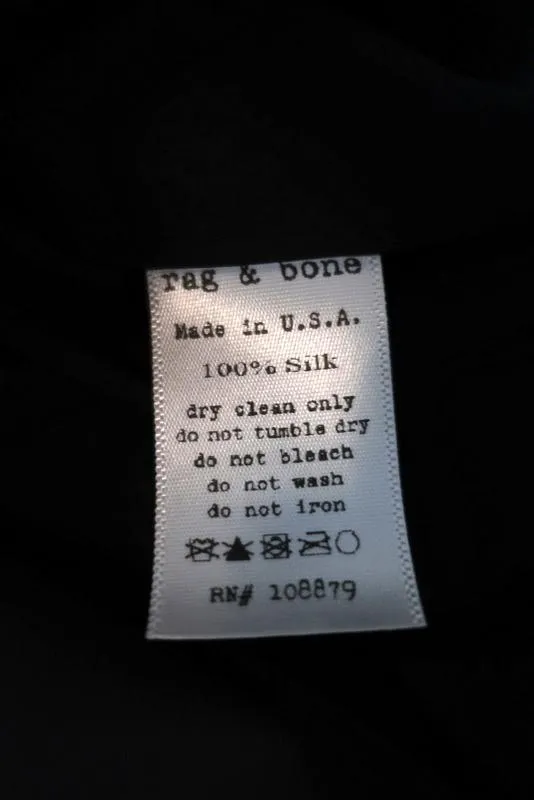 rag & bone
Made in U.S.A.
100% Silk
dry clean only
do not tumble dry
do not bleach
do not wash
do not iron
RN# 108879